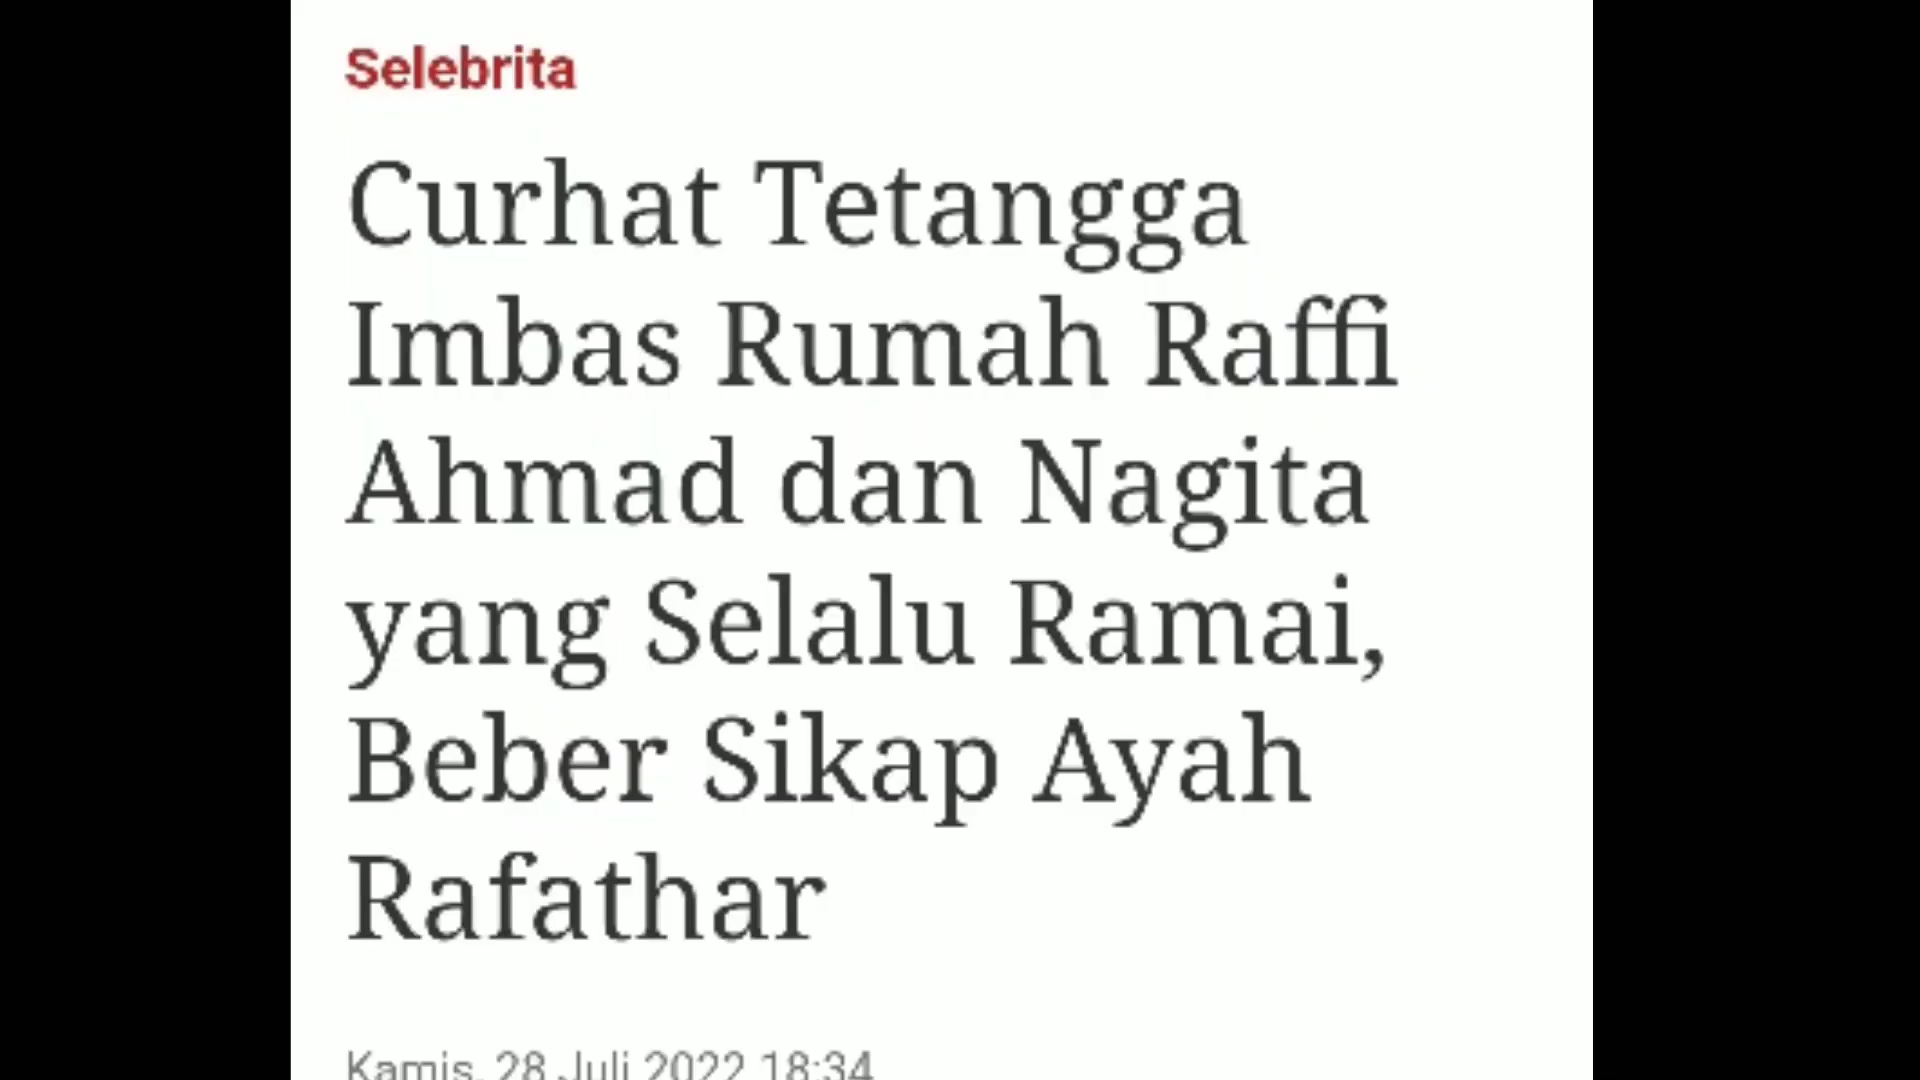 Selebrita
Curhat Tetangga
Imbas Rumah Raffi
Ahmad dan Nagita
yang Selalu Ramai,
Beber Sikap Ayah
Rafathar
Kamis, 28 Juli 2022 18:34